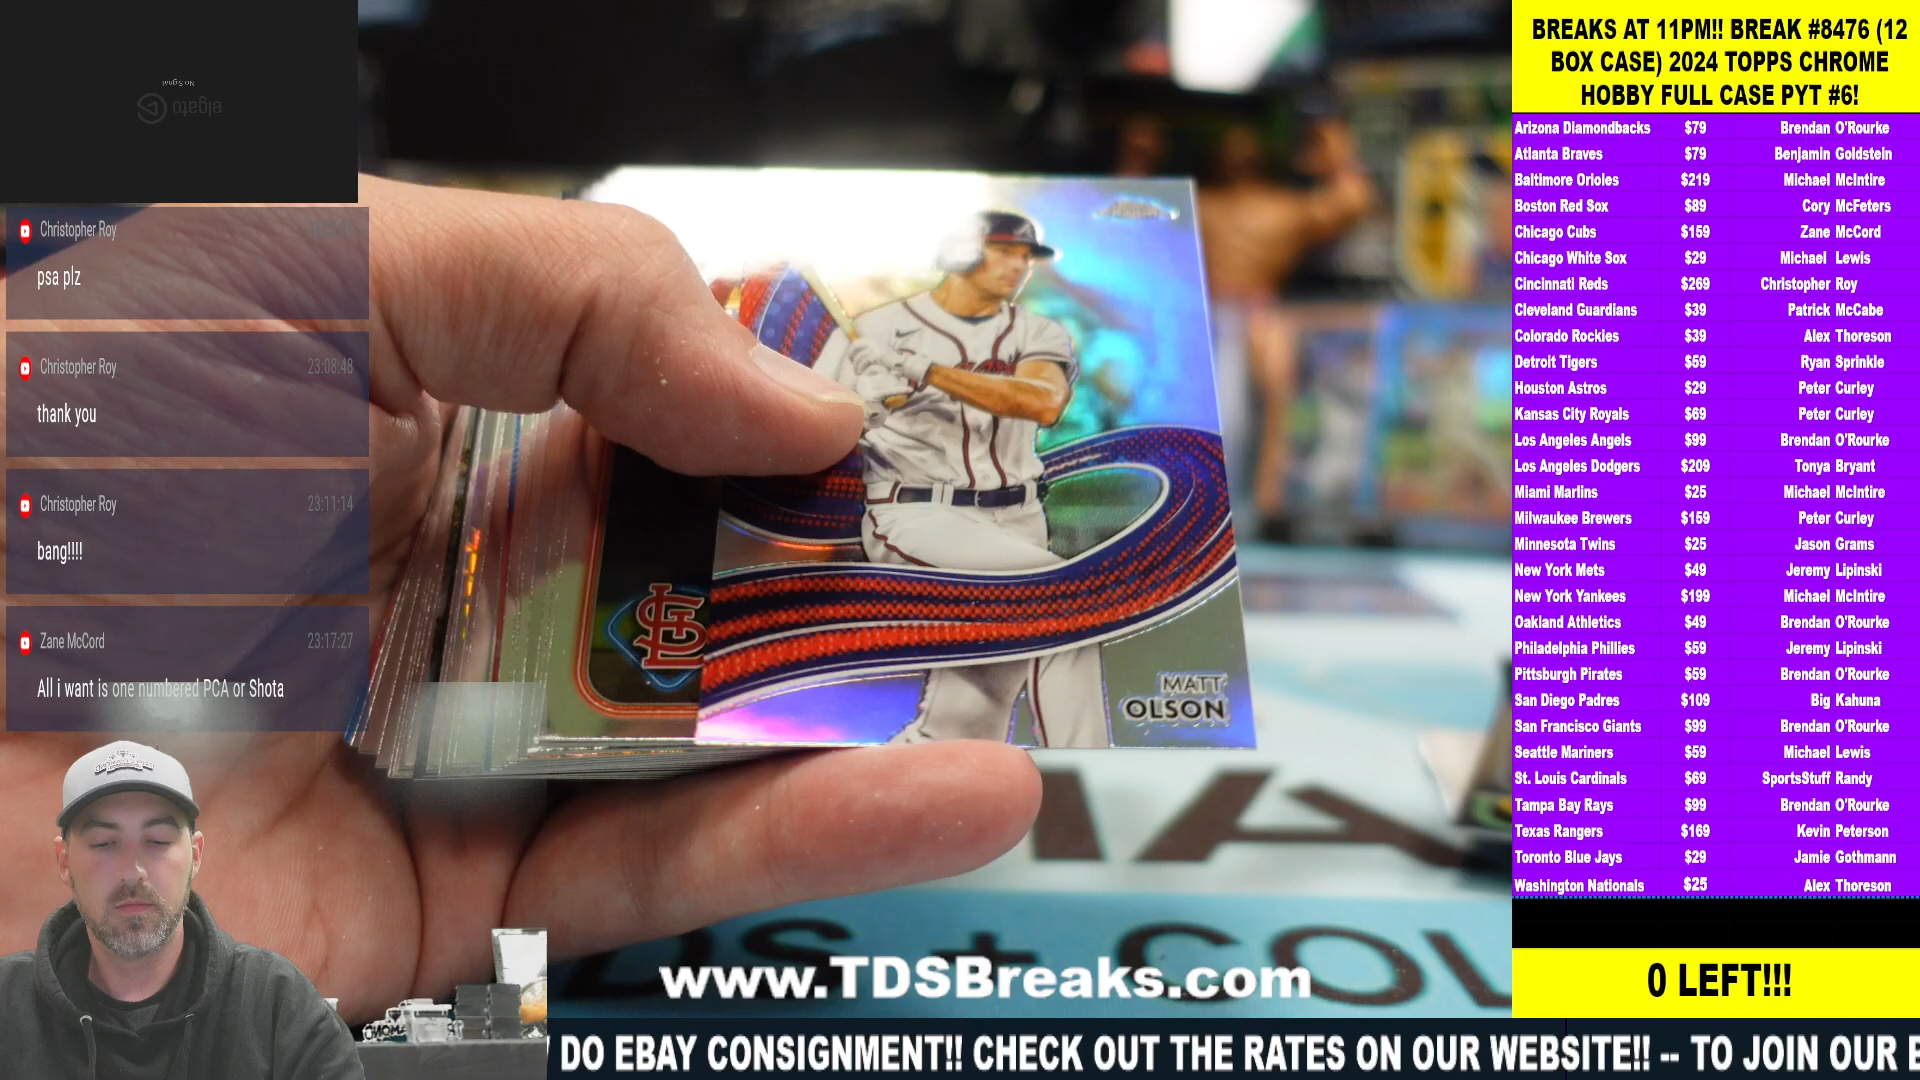 No Signal
elgato
Christopher Roy
psa plz
Christopher Roy 23:08:48
thank you
Christopher Roy 23:11:14
bang!!!!
Zane McCord 23:17:27
All i want is one numbered PCA or Shota
MATT
OLSON
www.TDSBreaks.com
DO EBAY CONSIGNMENT!! CHECK OUT THE RATES ON OUR WEBSITE!! -- TO JOIN OUR
BREAKS AT 11PM!! BREAK #8476 (12
BOX CASE) 2024 TOPPS CHROME
HOBBY FULL CASE PYT #6!
Arizona Diamondbacks $79 Brendan O'Rourke
Atlanta Braves $79 Benjamin Goldstein
Baltimore Orioles $219 Michael McIntire
Boston Red Sox $89 Cory McFeters
Chicago Cubs $159 Zane McCord
Chicago White Sox $29 Michael Lewis
Cincinnati Reds $269 Christopher Roy
Cleveland Guardians $39 Patrick McCabe
Colorado Rockies $39 Alex Thoreson
Detroit Tigers $59 Ryan Sprinkle
Houston Astros $29 Peter Curley
Kansas City Royals $69 Peter Curley
Los Angeles Angels $99 Brendan O'Rourke
Los Angeles Dodgers $209 Tonya Bryant
Miami Marlins $25 Michael McIntire
Milwaukee Brewers $159 Peter Curley
Minnesota Twins $25 Jason Grams
New York Mets $49 Jeremy Lipinski
New York Yankees $199 Michael McIntire
Oakland Athletics $49 Brendan O'Rourke
Philadelphia Phillies $59 Jeremy Lipinski
Pittsburgh Pirates $59 Brendan O'Rourke
San Diego Padres $109 Big Kahuna
San Francisco Giants $99 Brendan O'Rourke
Seattle Mariners $59 Michael Lewis
St. Louis Cardinals $69 SportsStuff Randy
Tampa Bay Rays $99 Brendan O'Rourke
Texas Rangers $169 Kevin Peterson
Toronto Blue Jays $29 Jamie Gothmann
Washington Nationals $25 Alex Thoreson
0 LEFT!!!